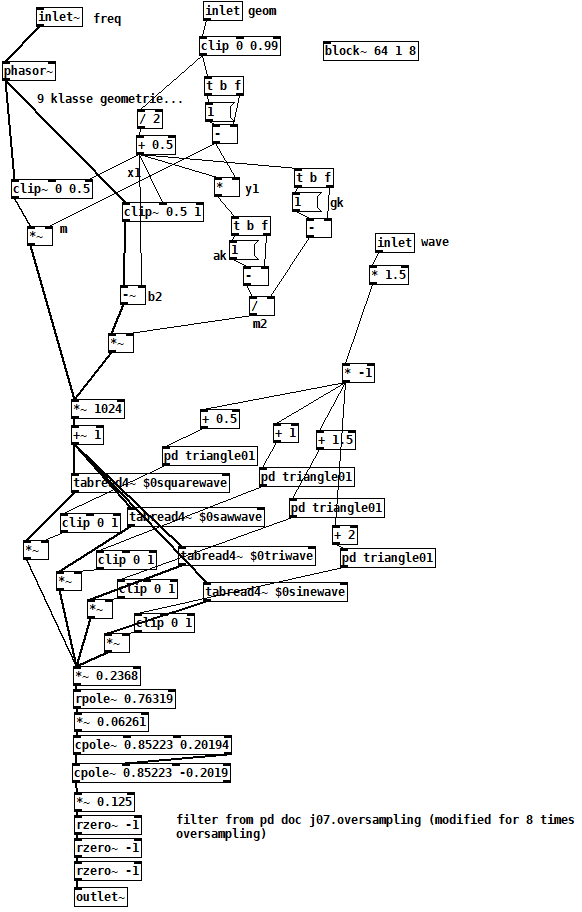 inlet~ freq
inlet geom
clip 0 0.99
block~ 64 1 8
phasor~
t b f
9 klasse geometrie...
1
/ 2
-
+ 0.5
x1
t b f
clip~ 0 0.5
* y1
1 gk
clip~ 0.5 1
t b f
*~ m
-
inlet wave
ak 1
-
* 1.5
-~ b2
/
m2
*~
* -1
*~ 1024
+ 0.5
+~ 1
+ 1
+ 1.5
pd triangle01
tabread4~ $0squarewave
pd triangle01
pd triangle01
clip 0 1
tabread4~ $0sawwave
+ 2
*~
clip 0 1
tabread4~ $0triwave
pd triangle01
*~
clip 0 1
tabread4~ $0sinewave
*~
clip 0 1
*~
*~ 0.2368
rpole~ 0.76319
*~ 0.06261
cpole~ 0.85223 0.20194
cpole~ 0.85223 -0.2019
*~ 0.125
filter from pd doc j07.oversampling (modified for 8 times
oversampling)
rzero~ -1
rzero~ -1
rzero~ -1
outlet~